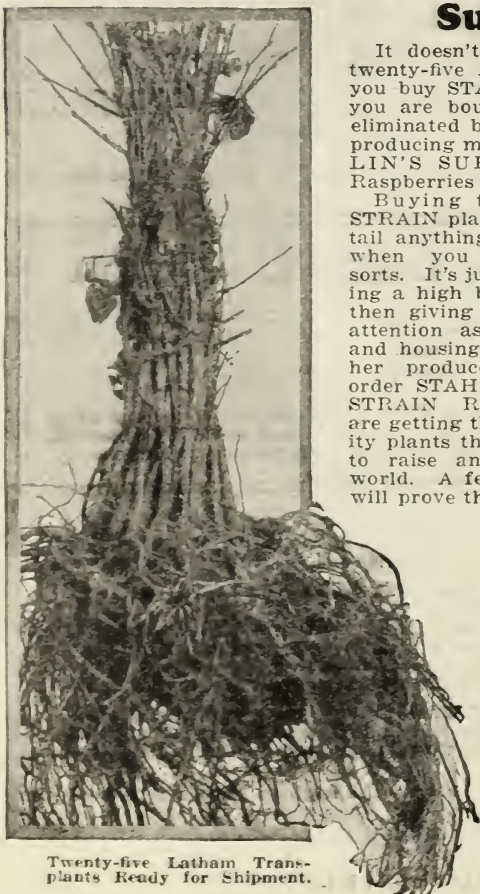 Su
It doesn't
twenty-five
you buy STA
you are bou
eliminated b
producing m
LIN'S SUP
Raspberries
Buying t
STRAIN pla
tail anything
when you
sorts. It's ju
ing a high b
then giving
attention as
and housing
her produc
order STAH
STRAIN R
are getting th
ity plants th
to raise an
world. A fe
will prove th
Twenty-five Latham Trans-
plants Ready for Shipment.